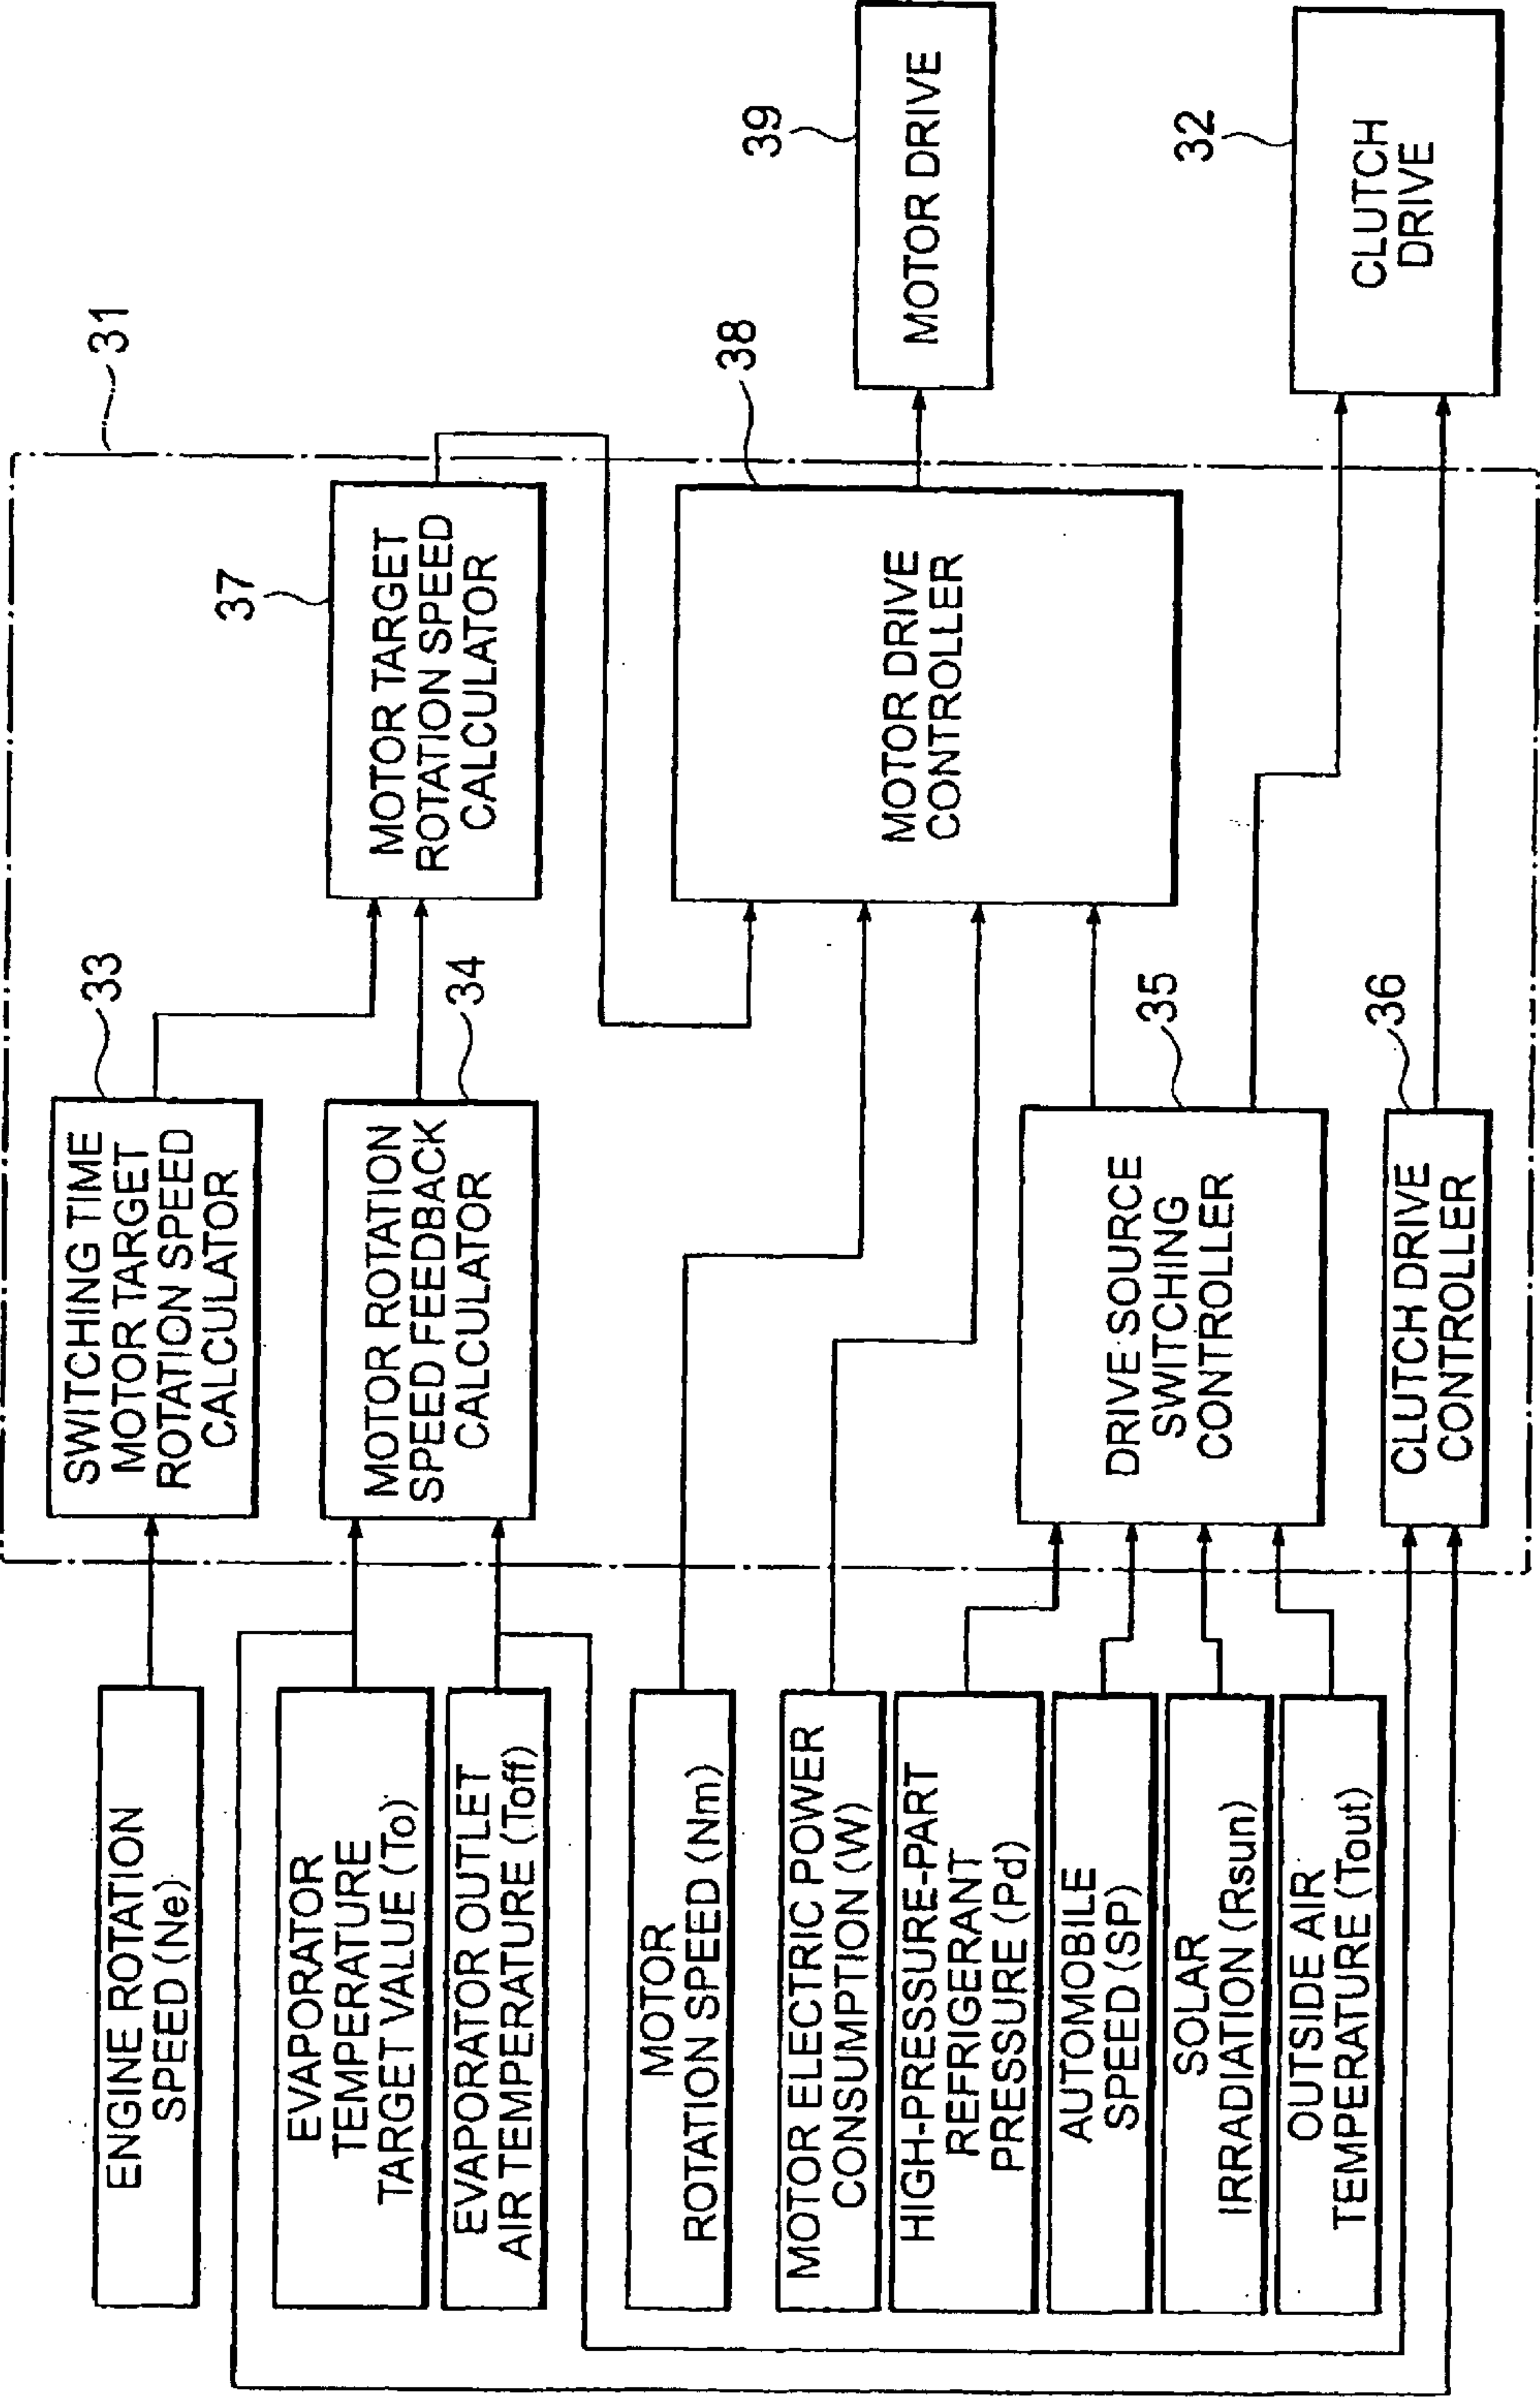 ENGINE ROTATION
SPEED (Ne)
EVAPORATOR
TEMPERATURE
TARGET VALUE (To)
EVAPORATOR OUTLET
AIR TEMPERATURE (Toff)
MOTOR
ROTATION SPEED (Nm)
MOTOR ELECTRIC POWER
CONSUMPTION (W)
HIGH-PRESSURE-PART
REFRIGERANT
PRESSURE (Pd)
AUTOMOBILE
SPEED (SP)
SOLAR
IRRADIATION (Rsun)
OUTSIDE AIR
TEMPERATURE (Tout)
SWITCHING TIME
MOTOR TARGET
ROTATION SPEED
CALCULATOR
33
MOTOR ROTATION
SPEED FEEDBACK
CALCULATOR
34
DRIVE SOURCE
SWITCHING
CONTROLLER
35
CLUTCH DRIVE
CONTROLLER
36
MOTOR TARGET
ROTATION SPEED
CALCULATOR
37
MOTOR DRIVE
CONTROLLER
38
31
MOTOR DRIVE
39
CLUTCH
DRIVE
32